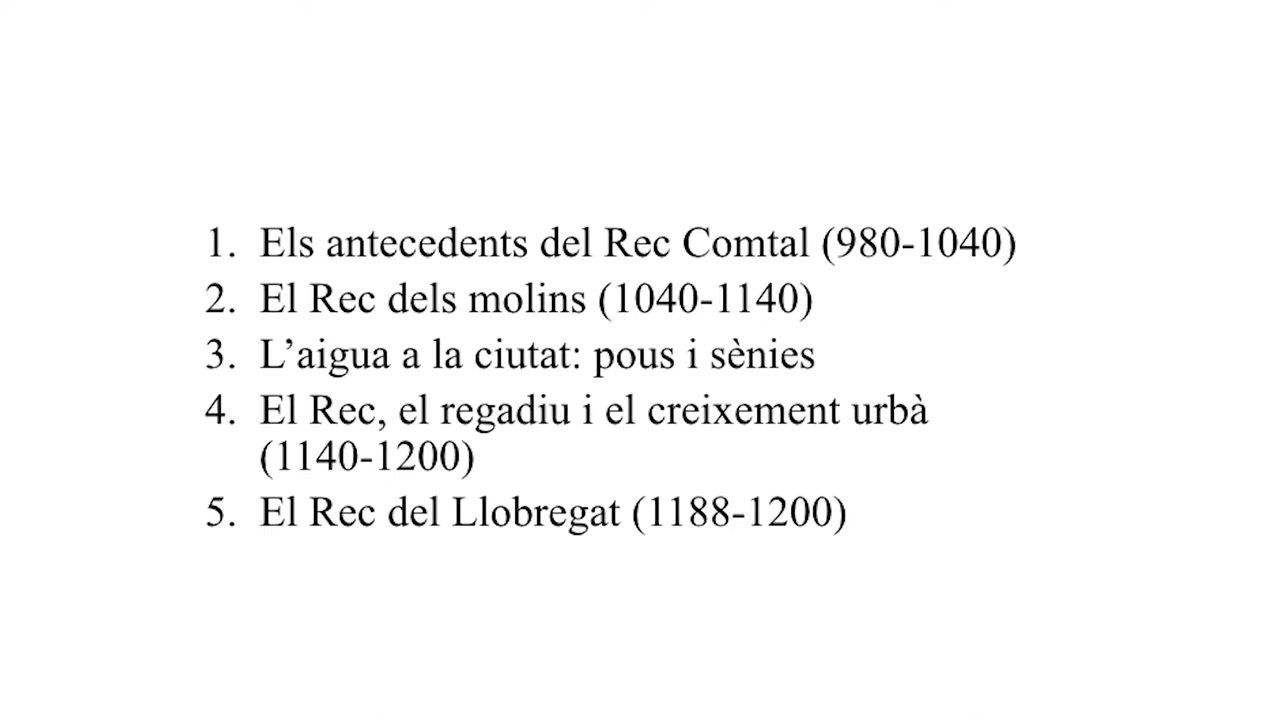 1. Els antecedents del Rec Comtal (980-1040)
2. El Rec dels molins (1040-1140)
3. L’aigua a la ciutat: pous i sènies
4. El Rec, el regadiu i el creixement urbà
(1140-1200)
5. El Rec del Llobregat (1188-1200)